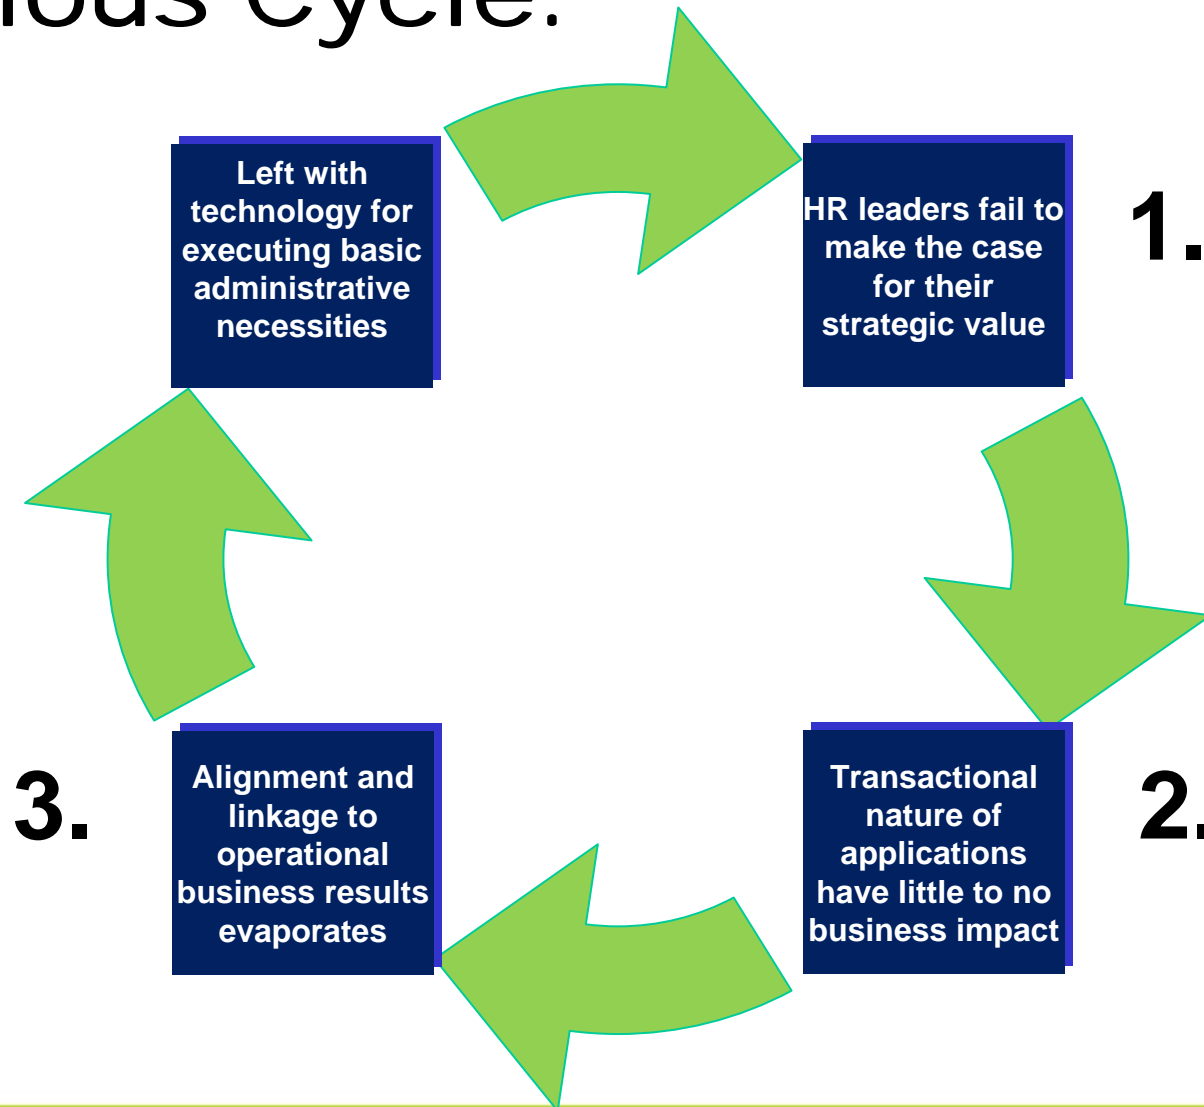 ious Cycle.
Left with
technology for
executing basic
administrative
necessities
HR leaders fail to
make the case
for their
strategic value
1.
Transactional
nature of
applications
have little to no
business impact
2.
Alignment and
linkage to
operational
business results
evaporates
3.